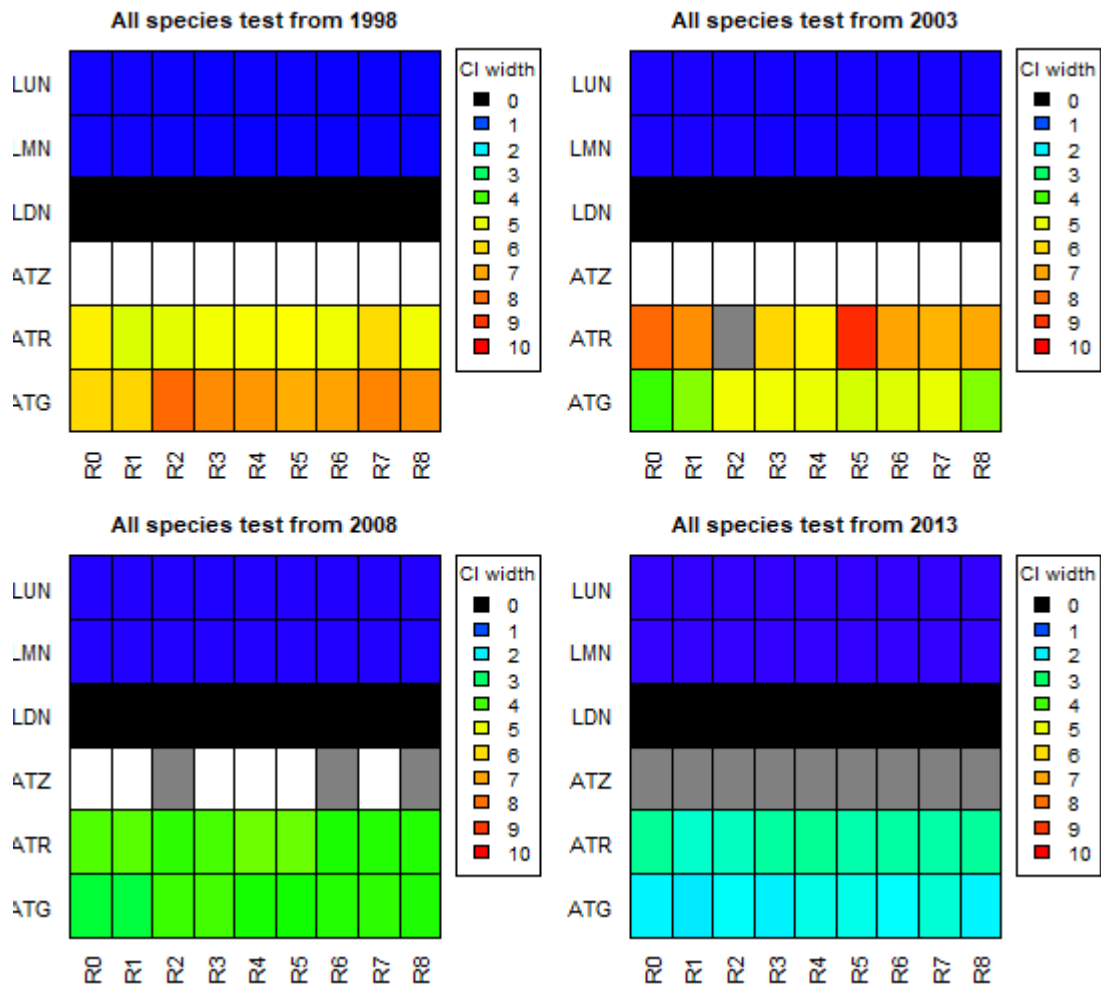 All species test from 1998
LUN
LMN
LDN
ATZ
ATR
ATG
R0 R1 R2 R3 R4 R5 R6 R7 R8
CI width
0
1
2
3
4
5
6
7
8
9
10
All species test from 2003
LUN
LMN
LDN
ATZ
ATR
ATG
R0 R1 R2 R3 R4 R5 R6 R7 R8
CI width
0
1
2
3
4
5
6
7
8
9
10
All species test from 2008
LUN
LMN
LDN
ATZ
ATR
ATG
R0 R1 R2 R3 R4 R5 R6 R7 R8
CI width
0
1
2
3
4
5
6
7
8
9
10
All species test from 2013
LUN
LMN
LDN
ATZ
ATR
ATG
R0 R1 R2 R3 R4 R5 R6 R7 R8
CI width
0
1
2
3
4
5
6
7
8
9
10